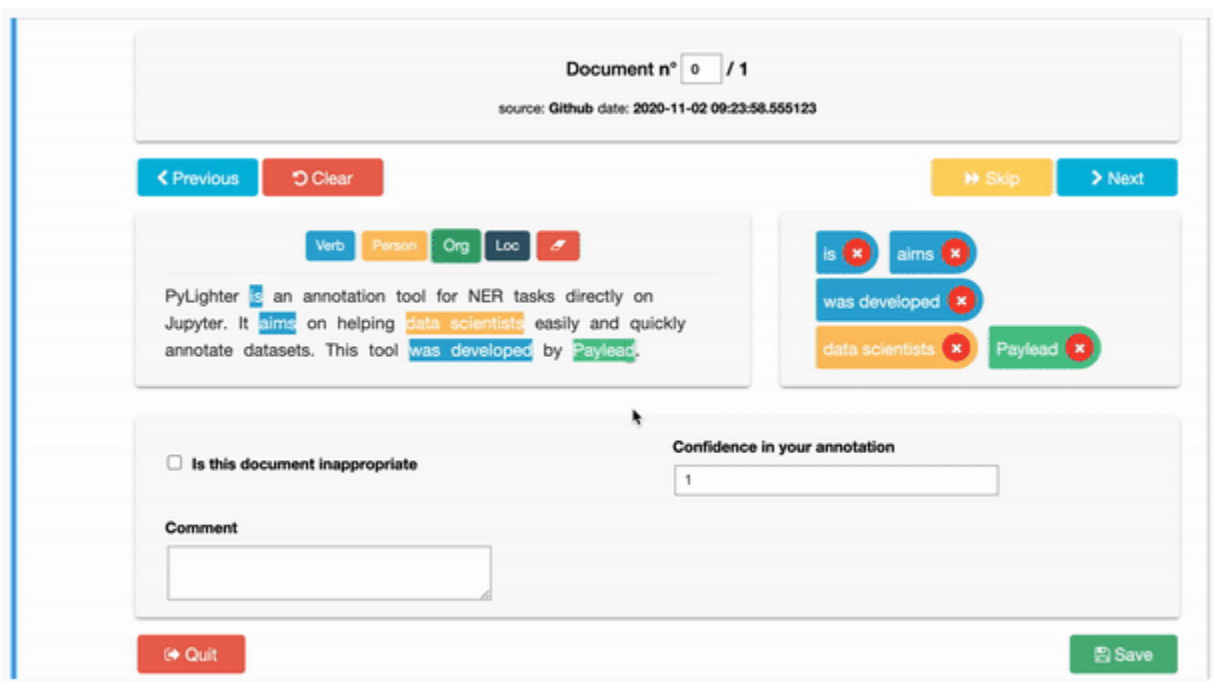 Document n° 0 / 1
source: Github date: 2020-11-02 09:23:58.555123
Previous Clear Skip Next
Verb Person Org Loc
PyLighter is an annotation tool for NER tasks directly on
Jupyter. It aims on helping data scientists easily and quickly
annotate datasets. This tool was developed by Paylead.
is aims
was developed
data scientists Paylead
Is this document inappropriate
Confidence in your annotation
1
Comment
Quit Save